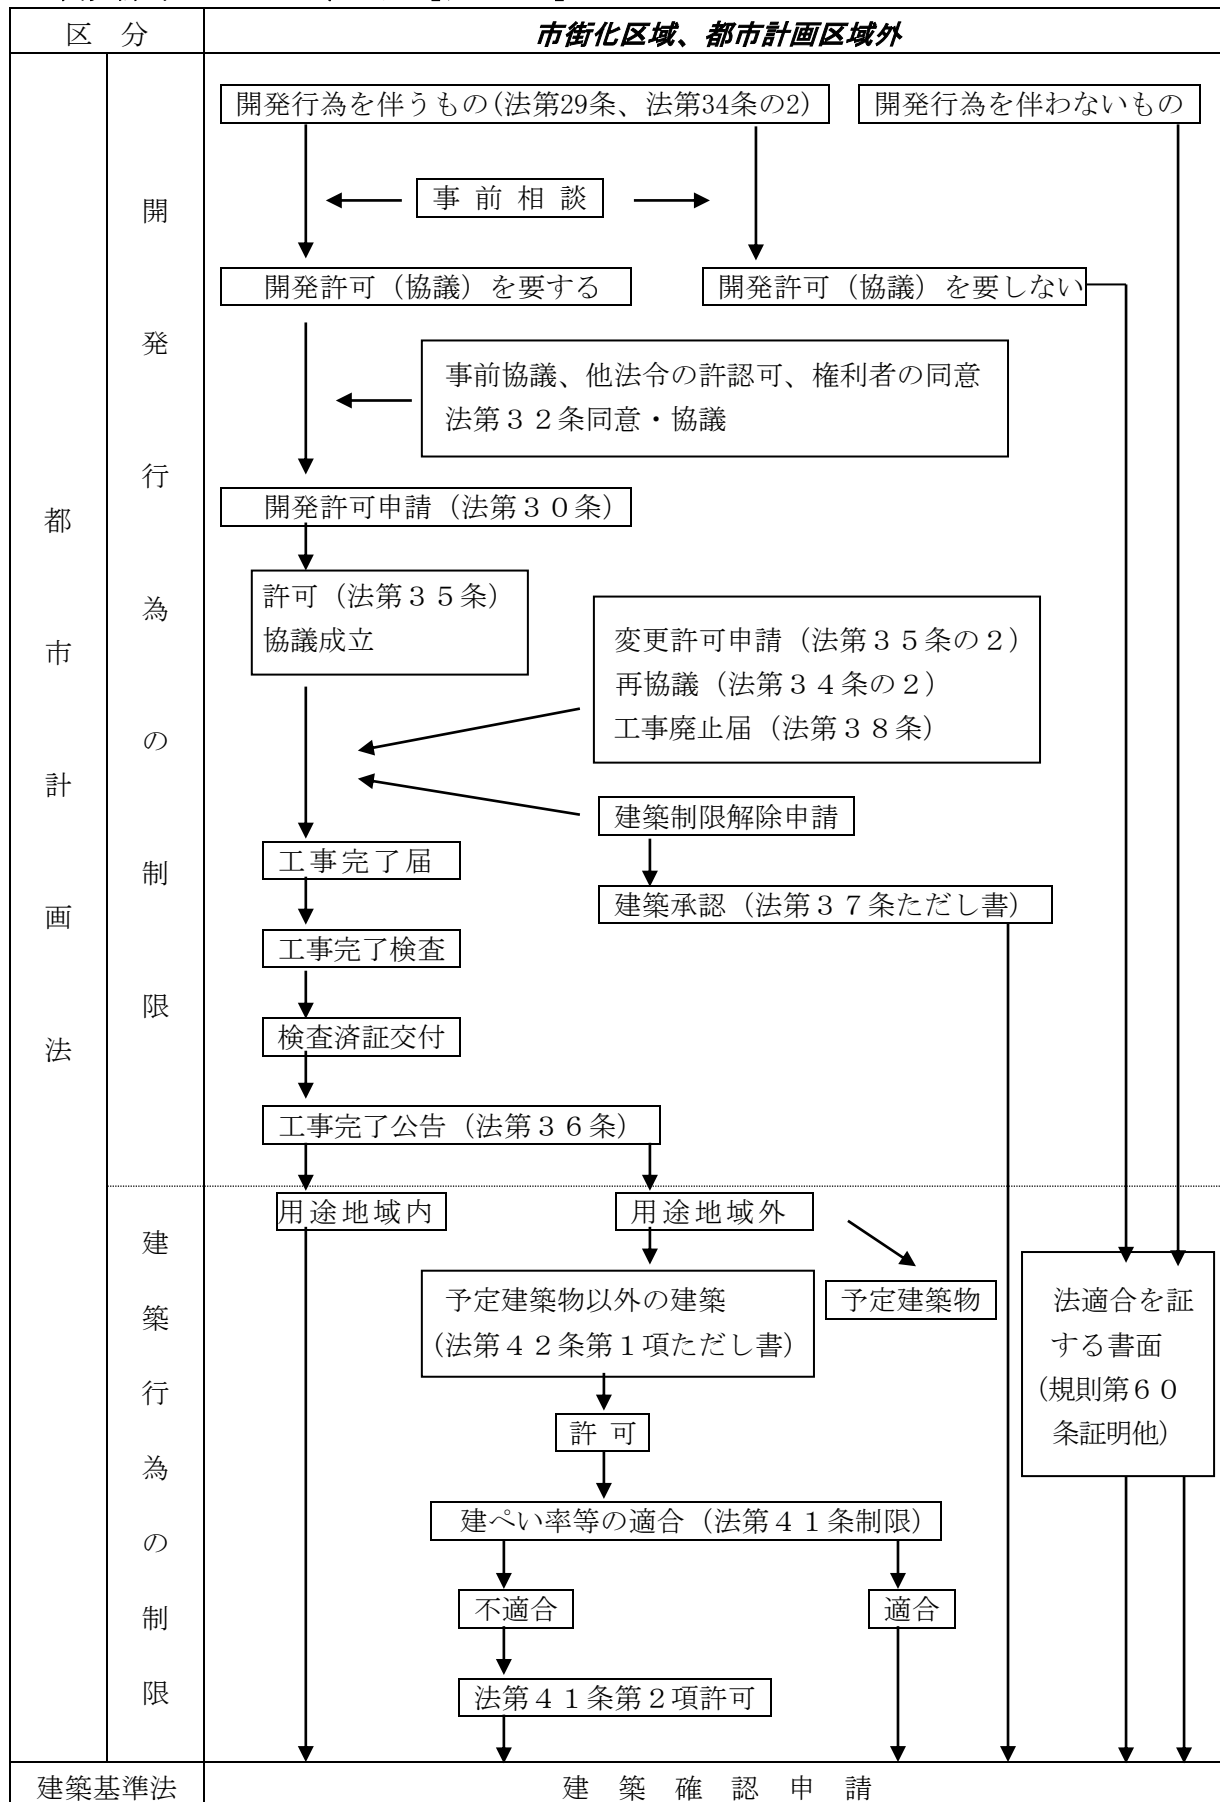 区 分
市街化区域、都市計画区域外
都市計画法
開発行為の制限
開発行為を伴うもの(法第29条、法第34条の2)
開発行為を伴わないもの
事 前 相 談
開発許可（協議）を要する
開発許可（協議）を要しない
事前協議、他法令の許認可、権利者の同意
法第３２条同意・協議
開発許可申請（法第３０条）
許可（法第３５条）
協議成立
変更許可申請（法第３５条の２）
再協議（法第３４条の２）
工事廃止届（法第３８条）
建築制限解除申請
工事完了届
建築承認（法第３７条ただし書）
工事完了検査
検査済証交付
工事完了公告（法第３６条）
建築行為の制限
用途地域内
用途地域外
予定建築物以外の建築
(法第４２条第１項ただし書)
予定建築物
法適合を証
する書面
(規則第６０
条証明他)
許 可
建ぺい率等の適合（法第４１条制限）
不適合
適合
法第４１条第２項許可
建築基準法
建 築 確 認 申 請